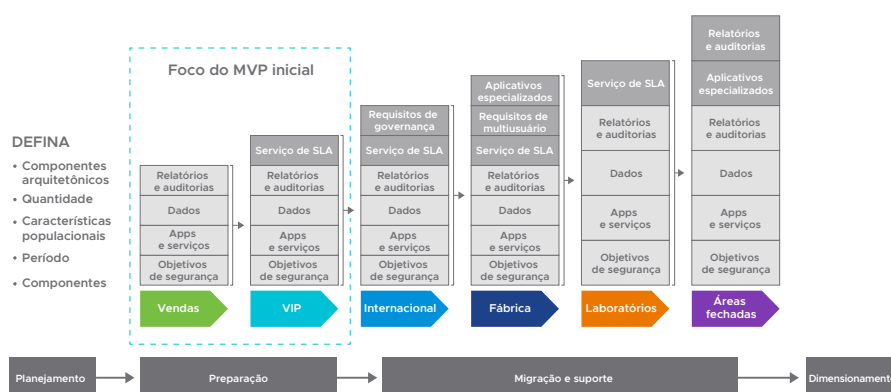 Foco do MVP inicial
DEFINA
• Componentes
arquitetônicos
• Quantidade
• Características
populacionais
• Período
• Componentes
Relatórios
e auditorias
Dados
Apps
e serviços
Objetivos
de segurança
Vendas
Serviço de SLA
Relatórios
e auditorias
Dados
Apps
e serviços
Objetivos
de segurança
VIP
Requisitos de
governança
Serviço de SLA
Relatórios
e auditorias
Dados
Apps
e serviços
Objetivos
de segurança
Internacional
Aplicativos
especializados
Requisitos de
multiusuário
Serviço de SLA
Relatórios
e auditorias
Dados
Apps
e serviços
Objetivos
de segurança
Fábrica
Serviço de SLA
Relatórios
e auditorias
Dados
Apps
e serviços
Objetivos
de segurança
Laboratórios
Relatórios
e auditorias
Aplicativos
especializados
Relatórios
e auditorias
Dados
Apps
e serviços
Objetivos
de segurança
Áreas
fechadas
Planejamento
Preparação
Migração e suporte
Dimensionament